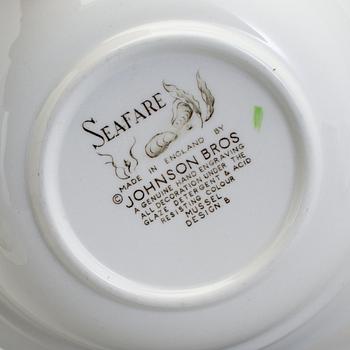 SEAFARE
MADE IN ENGLAND BY
© JOHNSON BROS
A GENUINE HAND ENGRAVING
ALL DECORATION UNDER THE
GLAZE DETERGENT & ACID
RESISTING COLOUR
MUSSEL
DESIGN B